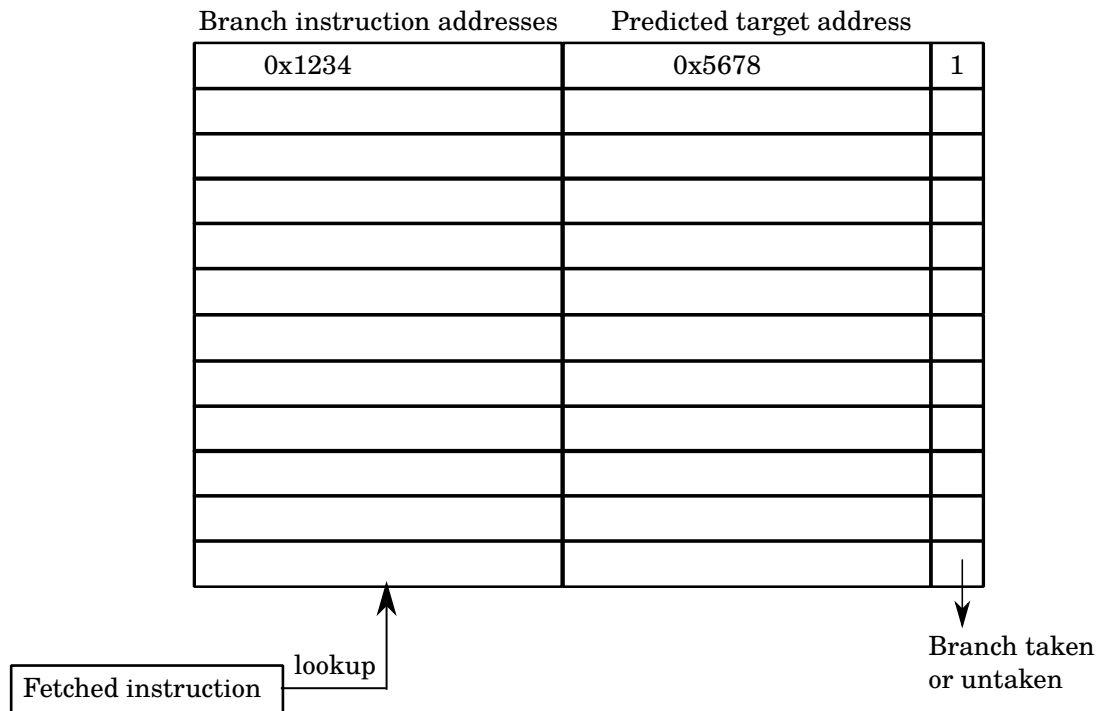 Branch instruction addresses
Predicted target address
0x1234
0x5678
1
lookup
Fetched instruction
Branch taken
or untaken